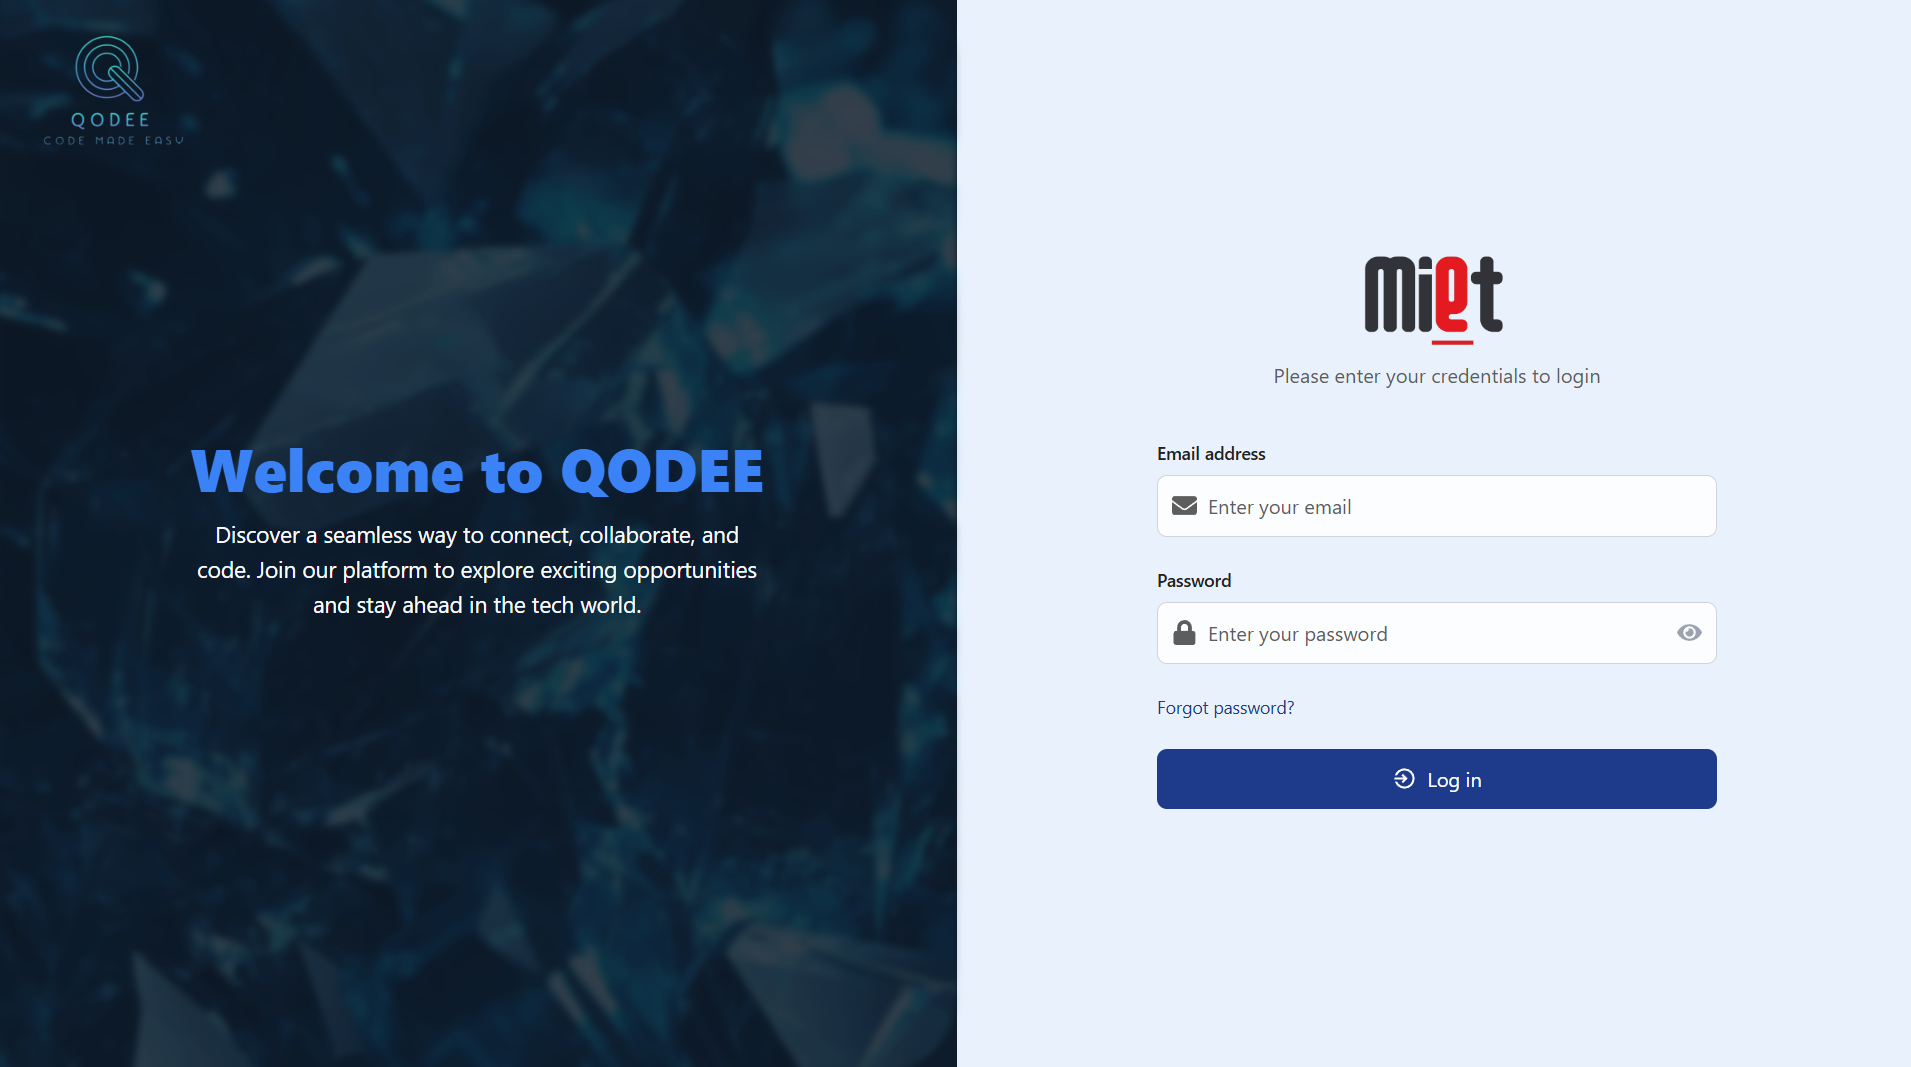 QODEE
CODE MADE EASY
Welcome to QODEE
Discover a seamless way to connect, collaborate, and
code. Join our platform to explore exciting opportunities
and stay ahead in the tech world.
miet
Please enter your credentials to login
Email address
Enter your email
Password
Enter your password
Forgot password?
Log in